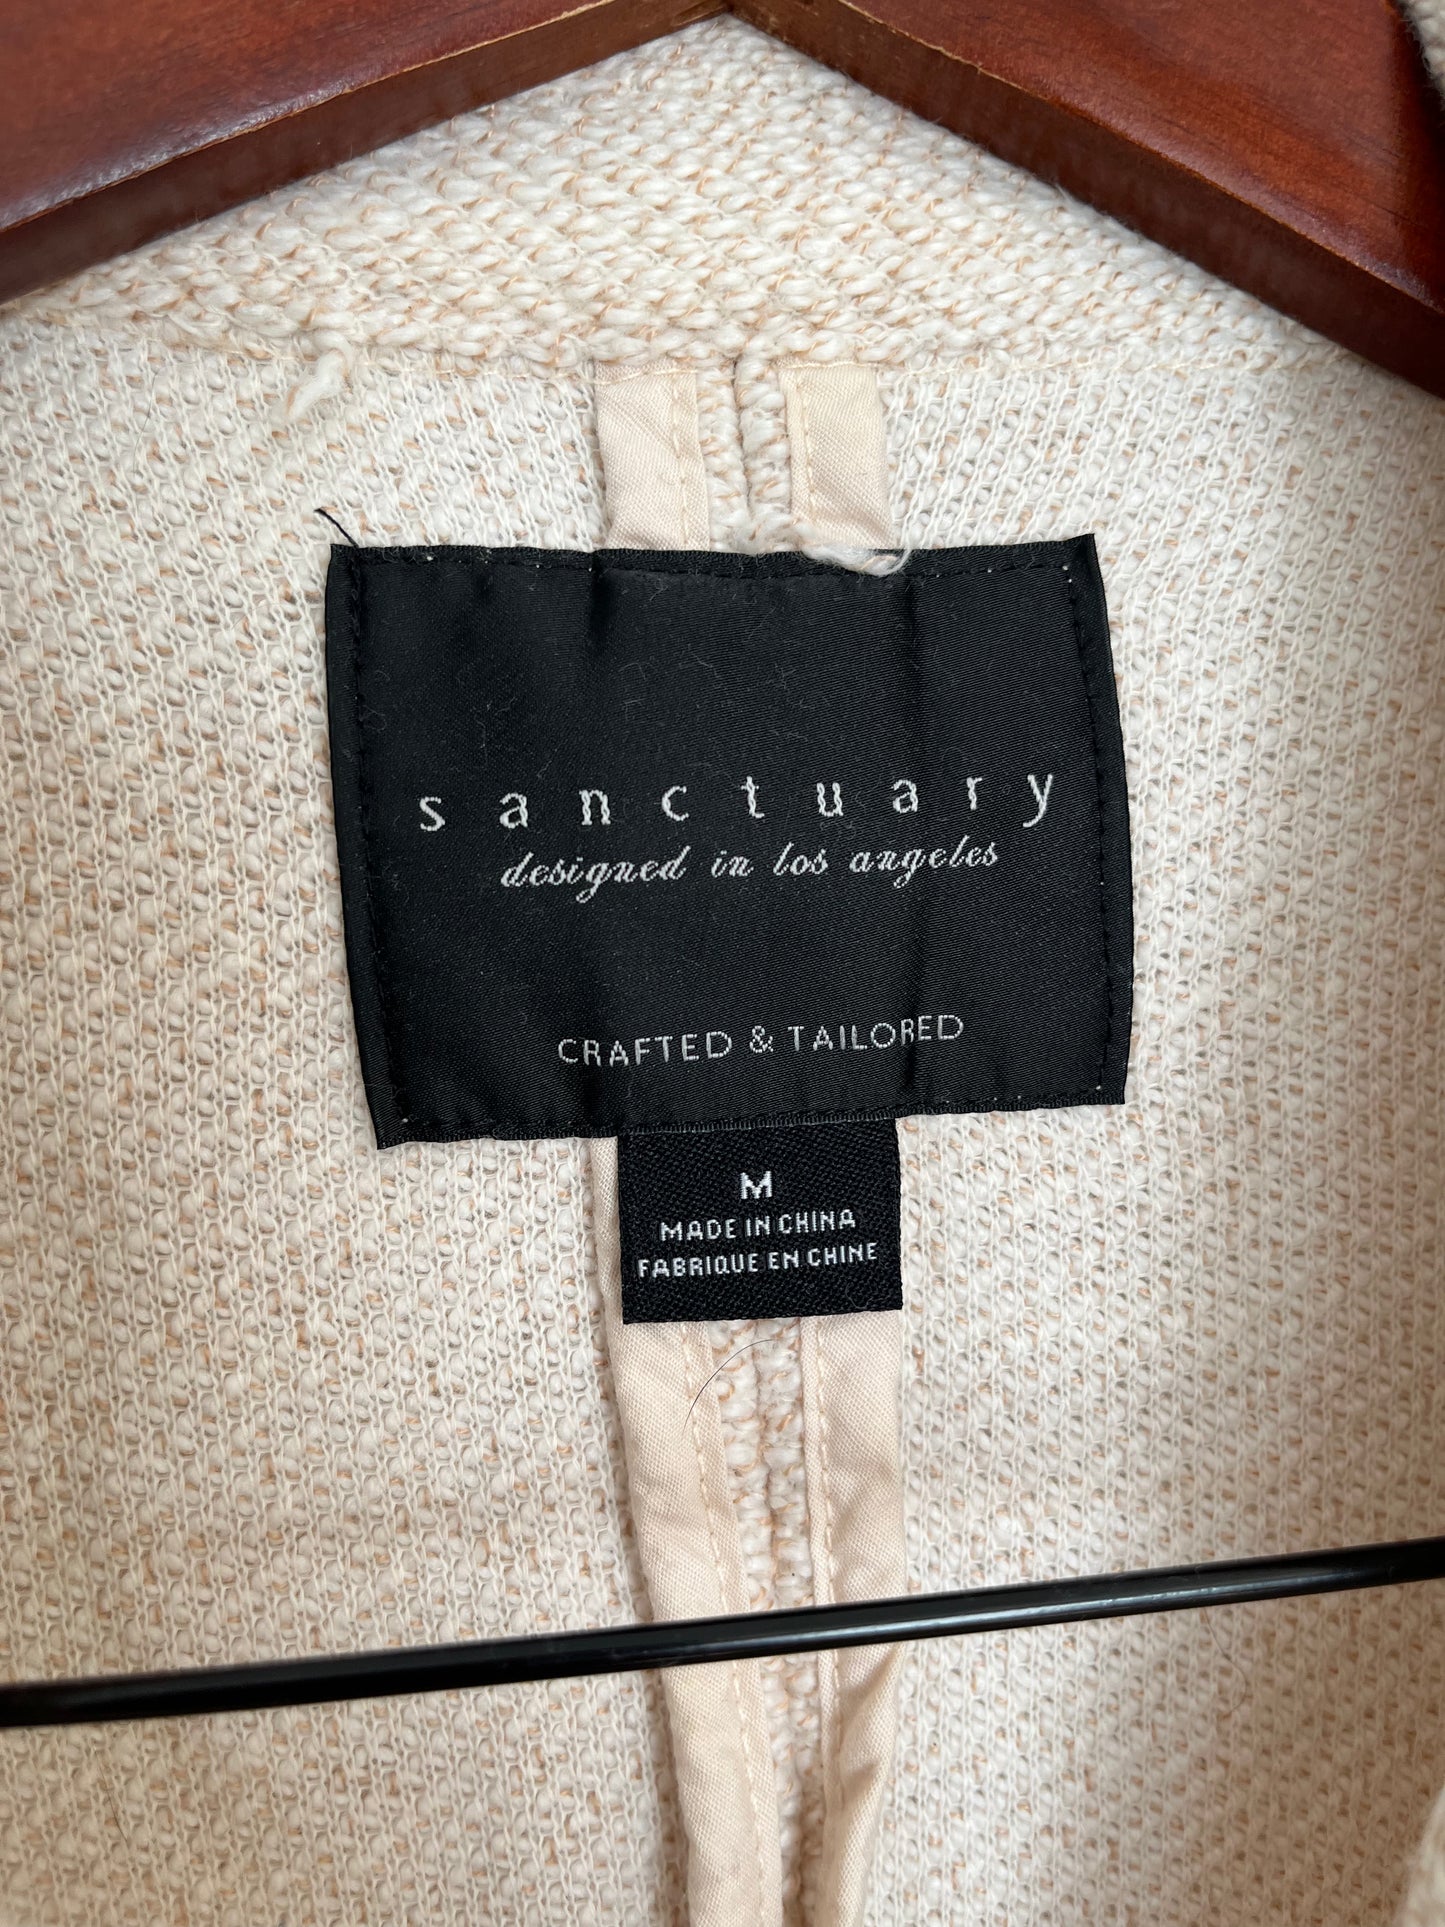 sanctuary
designed in los angeles
CRAFTED & TAILORED
M
MADE IN CHINA
FABRIQUE EN CHINE